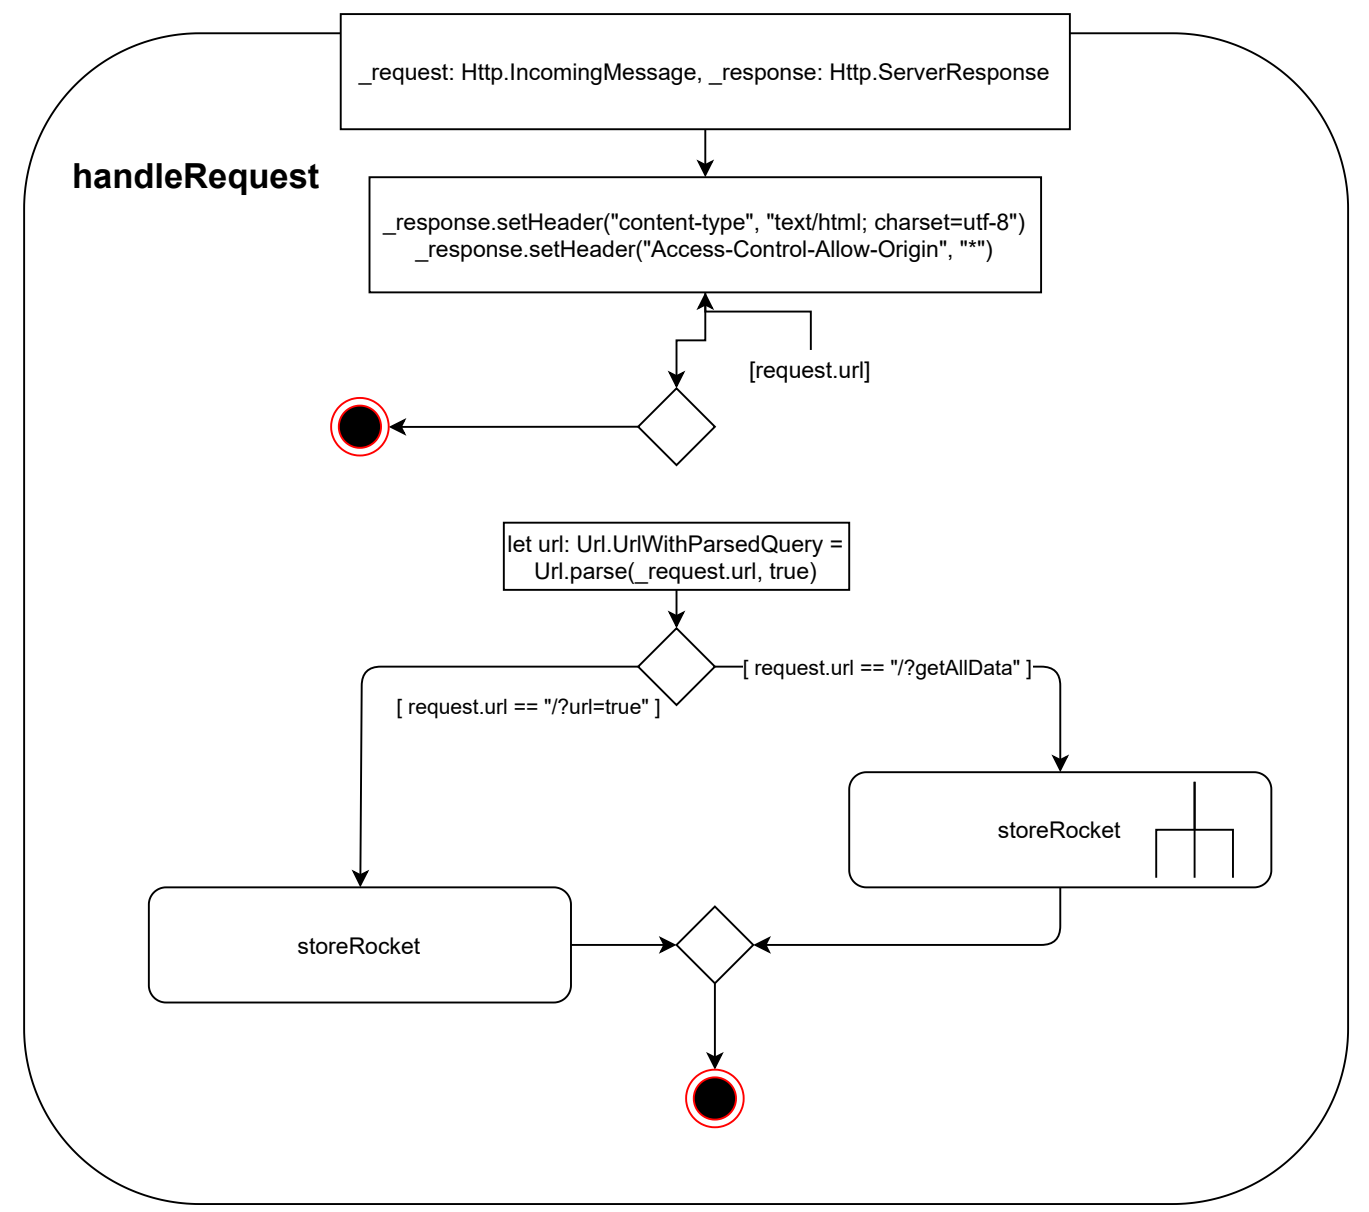 _request: Http.IncomingMessage, _response: Http.ServerResponse
handleRequest
_response.setHeader("content-type", "text/html; charset=utf-8")
_response.setHeader("Access-Control-Allow-Origin", "*")
[request.url]
let url: Url.UrlWithParsedQuery =
Url.parse(_request.url, true)
[ request.url == "/?getAllData" ]
[ request.url == "/?url=true" ]
storeRocket
storeRocket